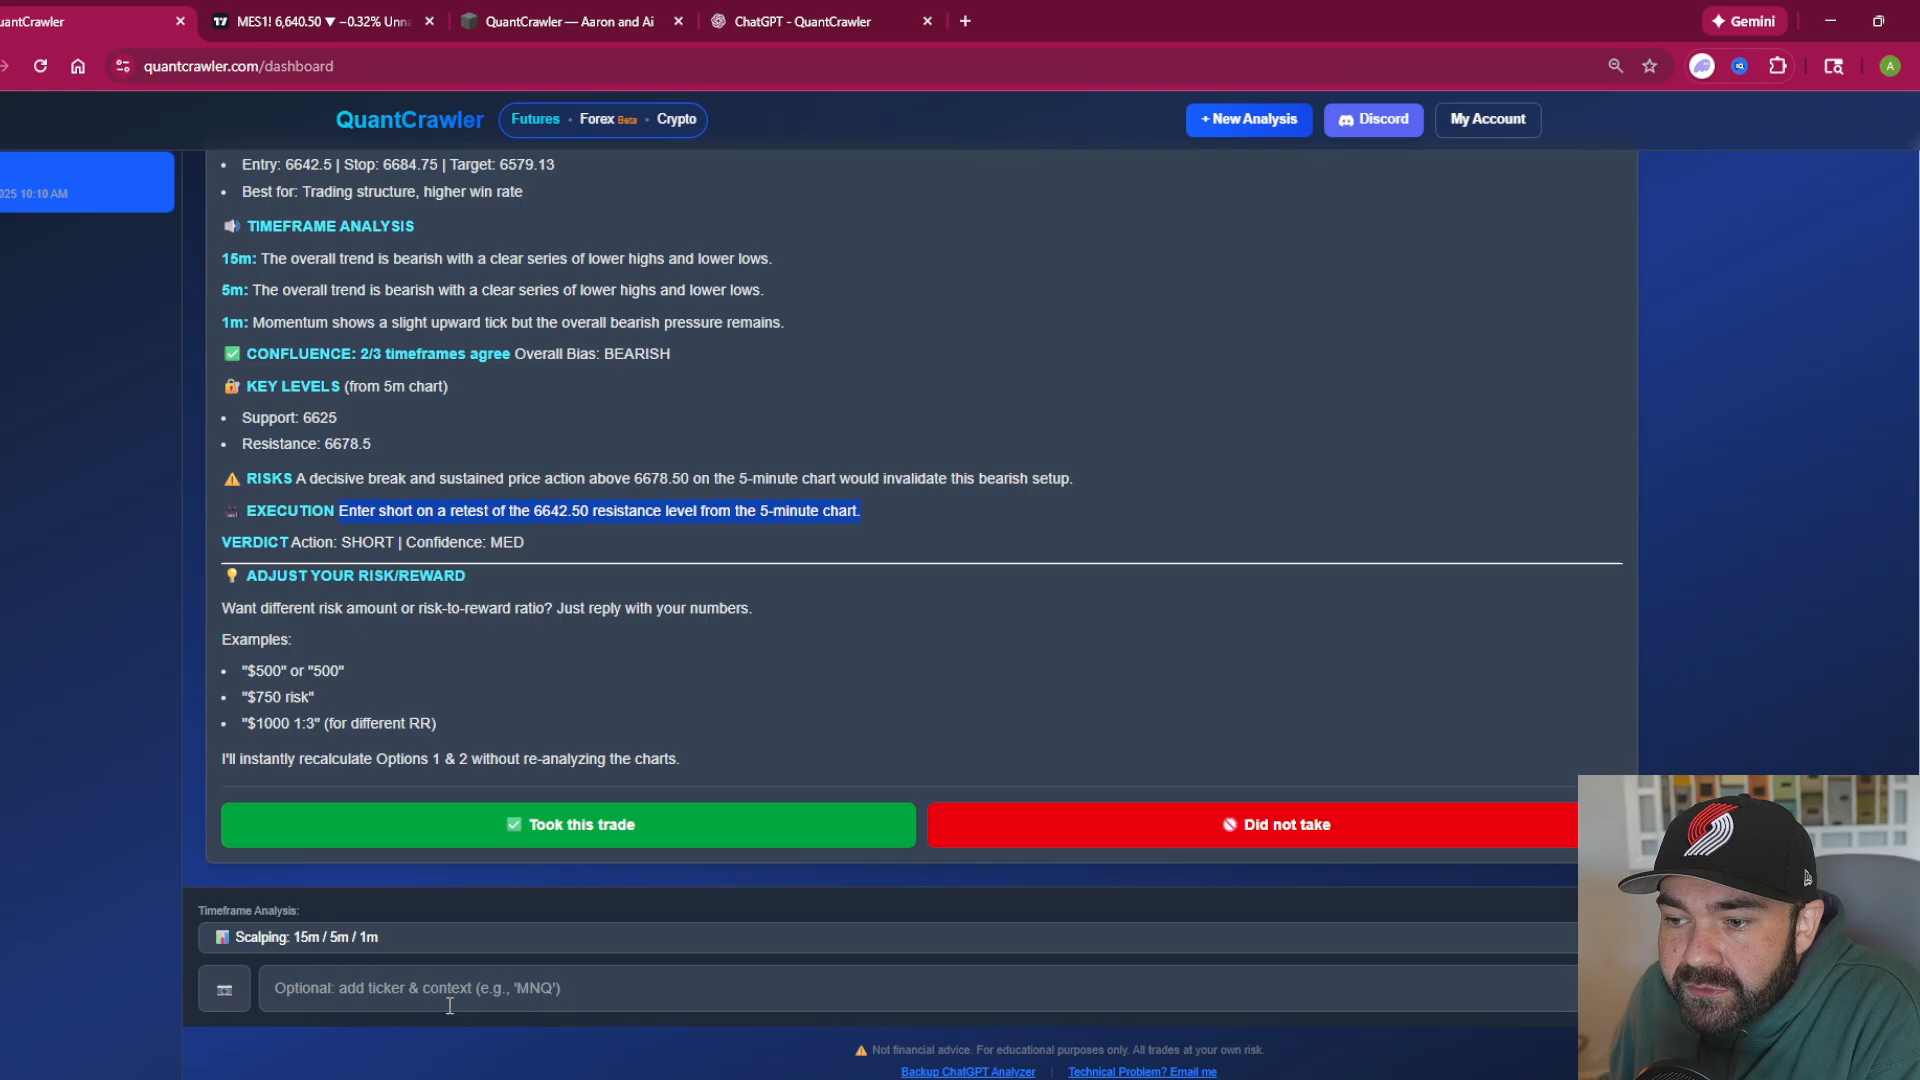 QuantCrawler
MES1! 6,640.50 ▼ −0.32% Unna
QuantCrawler — Aaron and Ai
ChatGPT - QuantCrawler
Gemini
quantcrawler.com/dashboard
A
QuantCrawler
Futures • Forex Beta • Crypto
+ New Analysis
Discord
My Account
025 10:10 AM
• Entry: 6642.5 | Stop: 6684.75 | Target: 6579.13
• Best for: Trading structure, higher win rate
TIMEFRAME ANALYSIS
15m: The overall trend is bearish with a clear series of lower highs and lower lows.
5m: The overall trend is bearish with a clear series of lower highs and lower lows.
1m: Momentum shows a slight upward tick but the overall bearish pressure remains.
✅ CONFLUENCE: 2/3 timeframes agree Overall Bias: BEARISH
KEY LEVELS (from 5m chart)
• Support: 6625
• Resistance: 6678.5
⚠️ RISKS A decisive break and sustained price action above 6678.50 on the 5-minute chart would invalidate this bearish setup.
EXECUTION Enter short on a retest of the 6642.50 resistance level from the 5-minute chart.
VERDICT Action: SHORT | Confidence: MED
💡 ADJUST YOUR RISK/REWARD
Want different risk amount or risk-to-reward ratio? Just reply with your numbers.
Examples:
• "$500" or "500"
• "$750 risk"
• "$1000 1:3" (for different RR)
I'll instantly recalculate Options 1 & 2 without re-analyzing the charts.
✅ Took this trade
🚫 Did not take
Timeframe Analysis:
📊 Scalping: 15m / 5m / 1m
Optional: add ticker & context (e.g., 'MNQ')
⚠️ Not financial advice. For educational purposes only. All trades at your own risk.
Backup ChatGPT Analyzer | Technical Problem? Email me